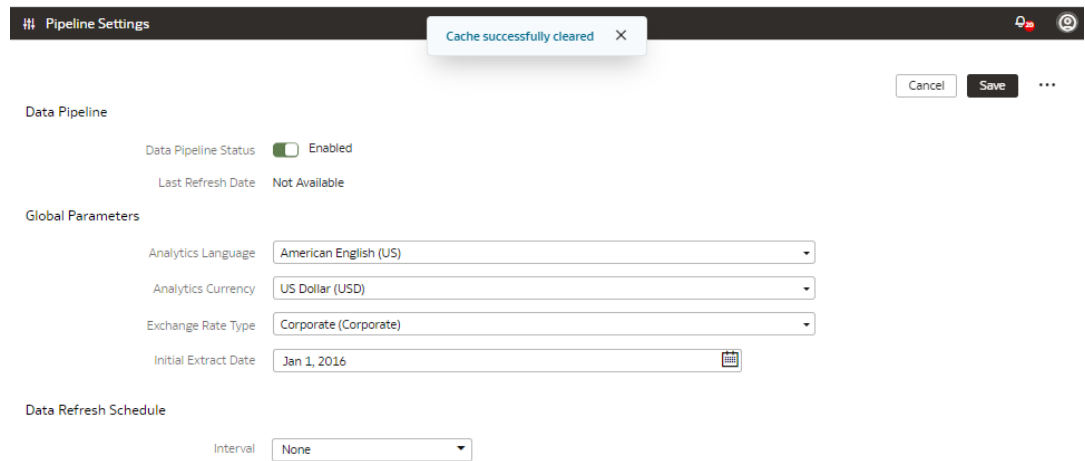 Pipeline Settings
Cache successfully cleared
20
Cancel
Save
Data Pipeline
Data Pipeline Status
Enabled
Last Refresh Date
Not Available
Global Parameters
Analytics Language
American English (US)
Analytics Currency
US Dollar (USD)
Exchange Rate Type
Corporate (Corporate)
Initial Extract Date
Jan 1, 2016
Data Refresh Schedule
Interval
None